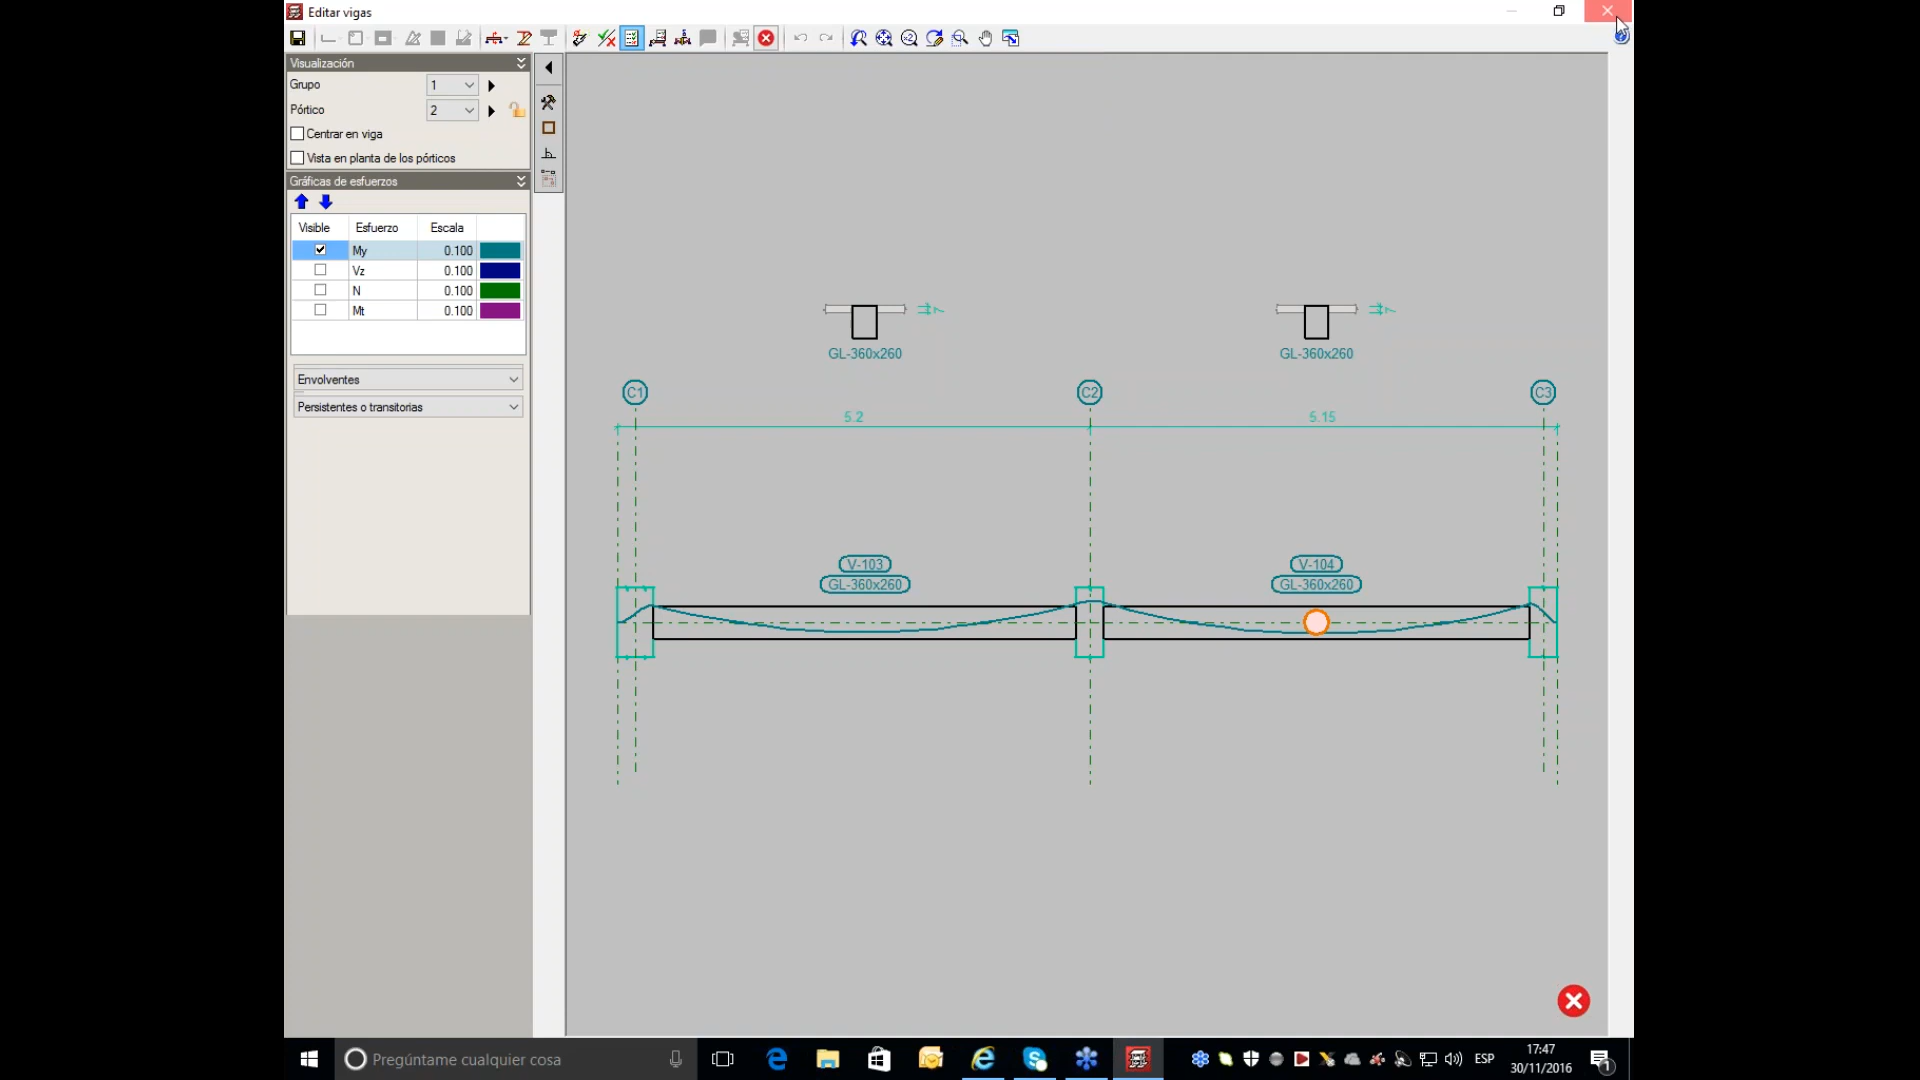 Editar vigas
Visualización
Grupo 1
Pórtico 2
Centrar en viga
Vista en planta de los pórticos
Gráficas de esfuerzos
Visible Esfuerzo Escala
My 0.100
Vz 0.100
N 0.100
Mt 0.100
Envolventes
Persistentes o transitorias
7 7
GL-360x260 GL-360x260
C1 C2 C3
5.2 5.15
V-103 V-104
GL-360x260 GL-360x260
Pregúntame cualquier cosa
ESP
17:47
30/11/2016
1